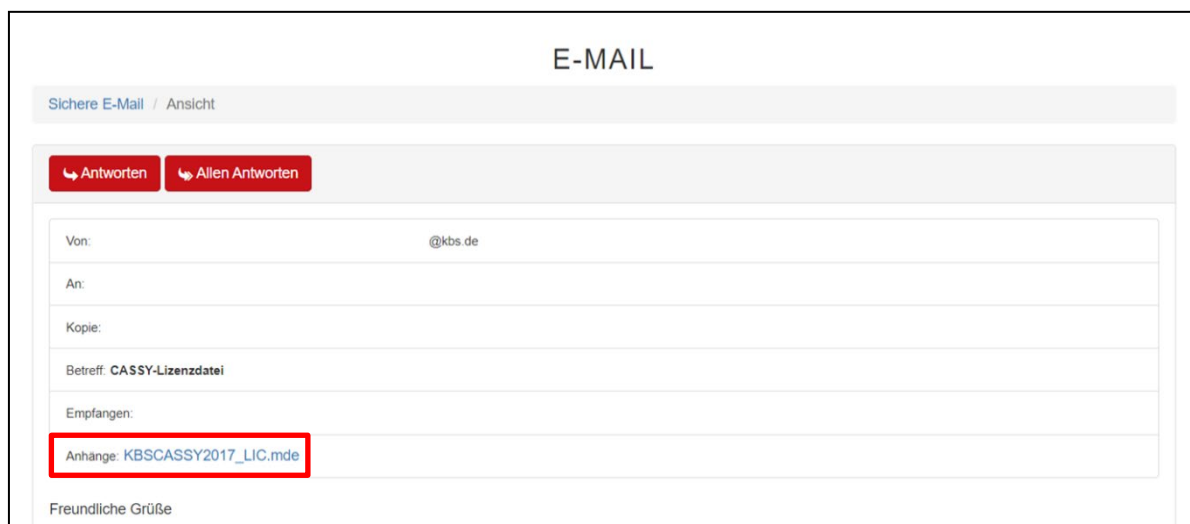 E-MAIL
Sichere E-Mail / Ansicht
Antworten Allen Antworten
Von: @kbs.de
An:
Kopie:
Betreff: CASSY-Lizenzdatei
Empfangen:
Anhänge: KBSCASSY2017_LIC.mde
Freundliche Grüße